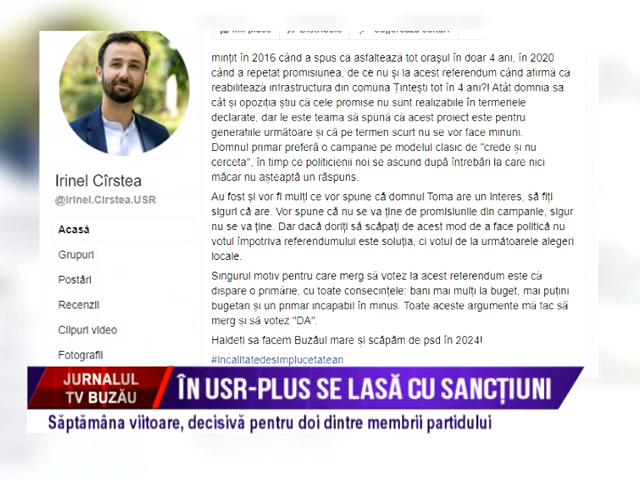 mințit în 2016 când a spus că asfaltează tot orașul în doar 4 ani, în 2020
când a repetat promisiunea, de ce nu și la acest referendum când afirmă că
reabilitează infrastructura din comuna Țintești tot în 4 ani?! Atât domnia sa
cât și opoziția știu că cele promise nu sunt realizabile în termenele
declarate, dar le este teama să spună că acest proiect este pentru
generațiile următoare și că pe termen scurt nu se vor face minuni.
Domnul primar preferă o campanie pe modelul clasic de "crede și nu
cerceta", în timp ce politicienii noi se ascund după întrebări la care nici
măcar nu așteaptă un răspuns.
Irinel Cîrstea
@Irinel.Cirstea.USR
Acasă
Grupuri
Postări
Recenzii
Clipuri video
Fotografii
Au fost și vor fi mulți ce vor spune că domnul Toma are un interes, să fiți
siguri că are. Vor spune că nu se va ține de promisiunile din campanie, sigur
nu se va ține. Dar dacă doriți să scăpați de acest mod de a face politică nu
votul împotriva referendumului este soluția, ci votul de la următoarele alegeri
locale.
Singurul motiv pentru care merg să votez la acest referendum este că
dispare o primărie, cu toate consecințele: bani mai mulți la buget, mai puțini
bugetari și un primar incapabil în minus. Toate aceste argumente mă fac să
merg și să votez "DA".
Haideți sa facem Buzăul mare și scăpăm de psd în 2024!
#IncalitatedesimplucetateanJURNALUL
TV BUZĂU
ÎN USR-PLUS SE LASĂ CU SANCȚIUNI
Săptămâna viitoare, decisivă pentru doi dintre membrii partidului